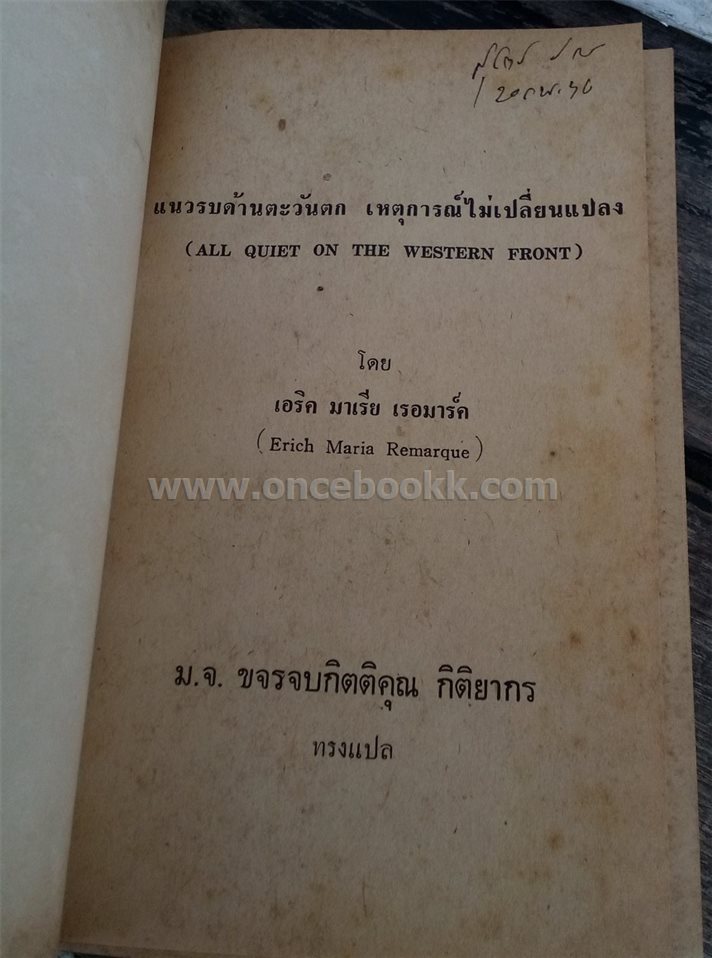 แนวรบด้านตะวันตก เหตุการณ์ไม่เปลี่ยนแปลง
(ALL QUIET ON THE WESTERN FRONT)
โดย
เอริค มาเรีย เรอมาร์ค
(Erich Maria Remarque)
www.oncebookk.com
ม.จ. ขจรจบกิตติคุณ กิติยากร
ทรงแปล